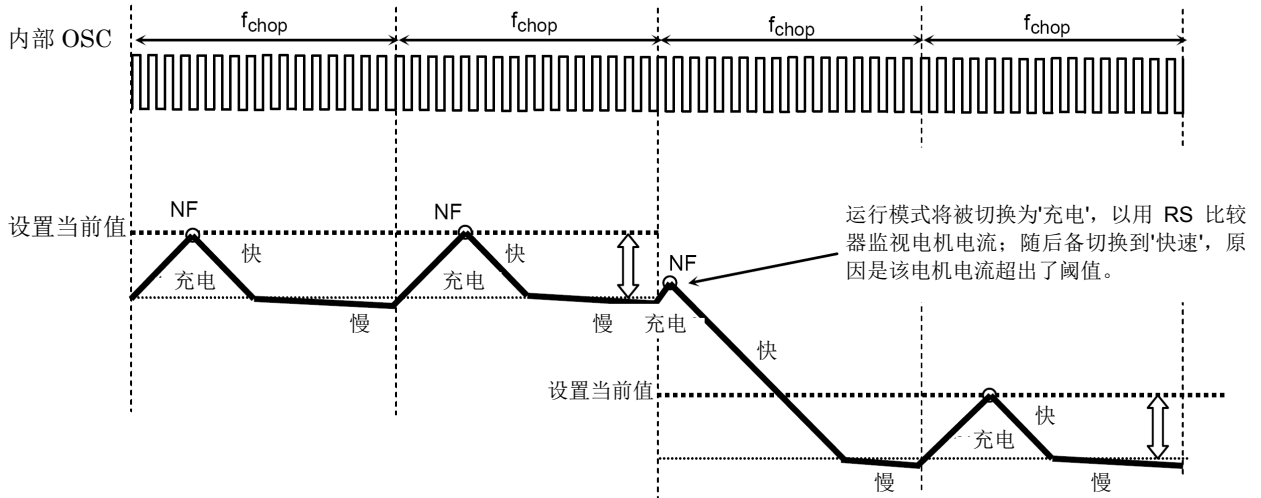 fchop fchop fchop fchop
内部 OSC
NF NF
设置当前值
快 快
充电 充电
慢 慢 充电
NF
运行模式将被切换为'充电', 以用 RS 比较
器监视电机电流; 随后备切换到'快速', 原
因是该电机电流超出了阈值。
快
设置当前值
快
充电
慢 慢